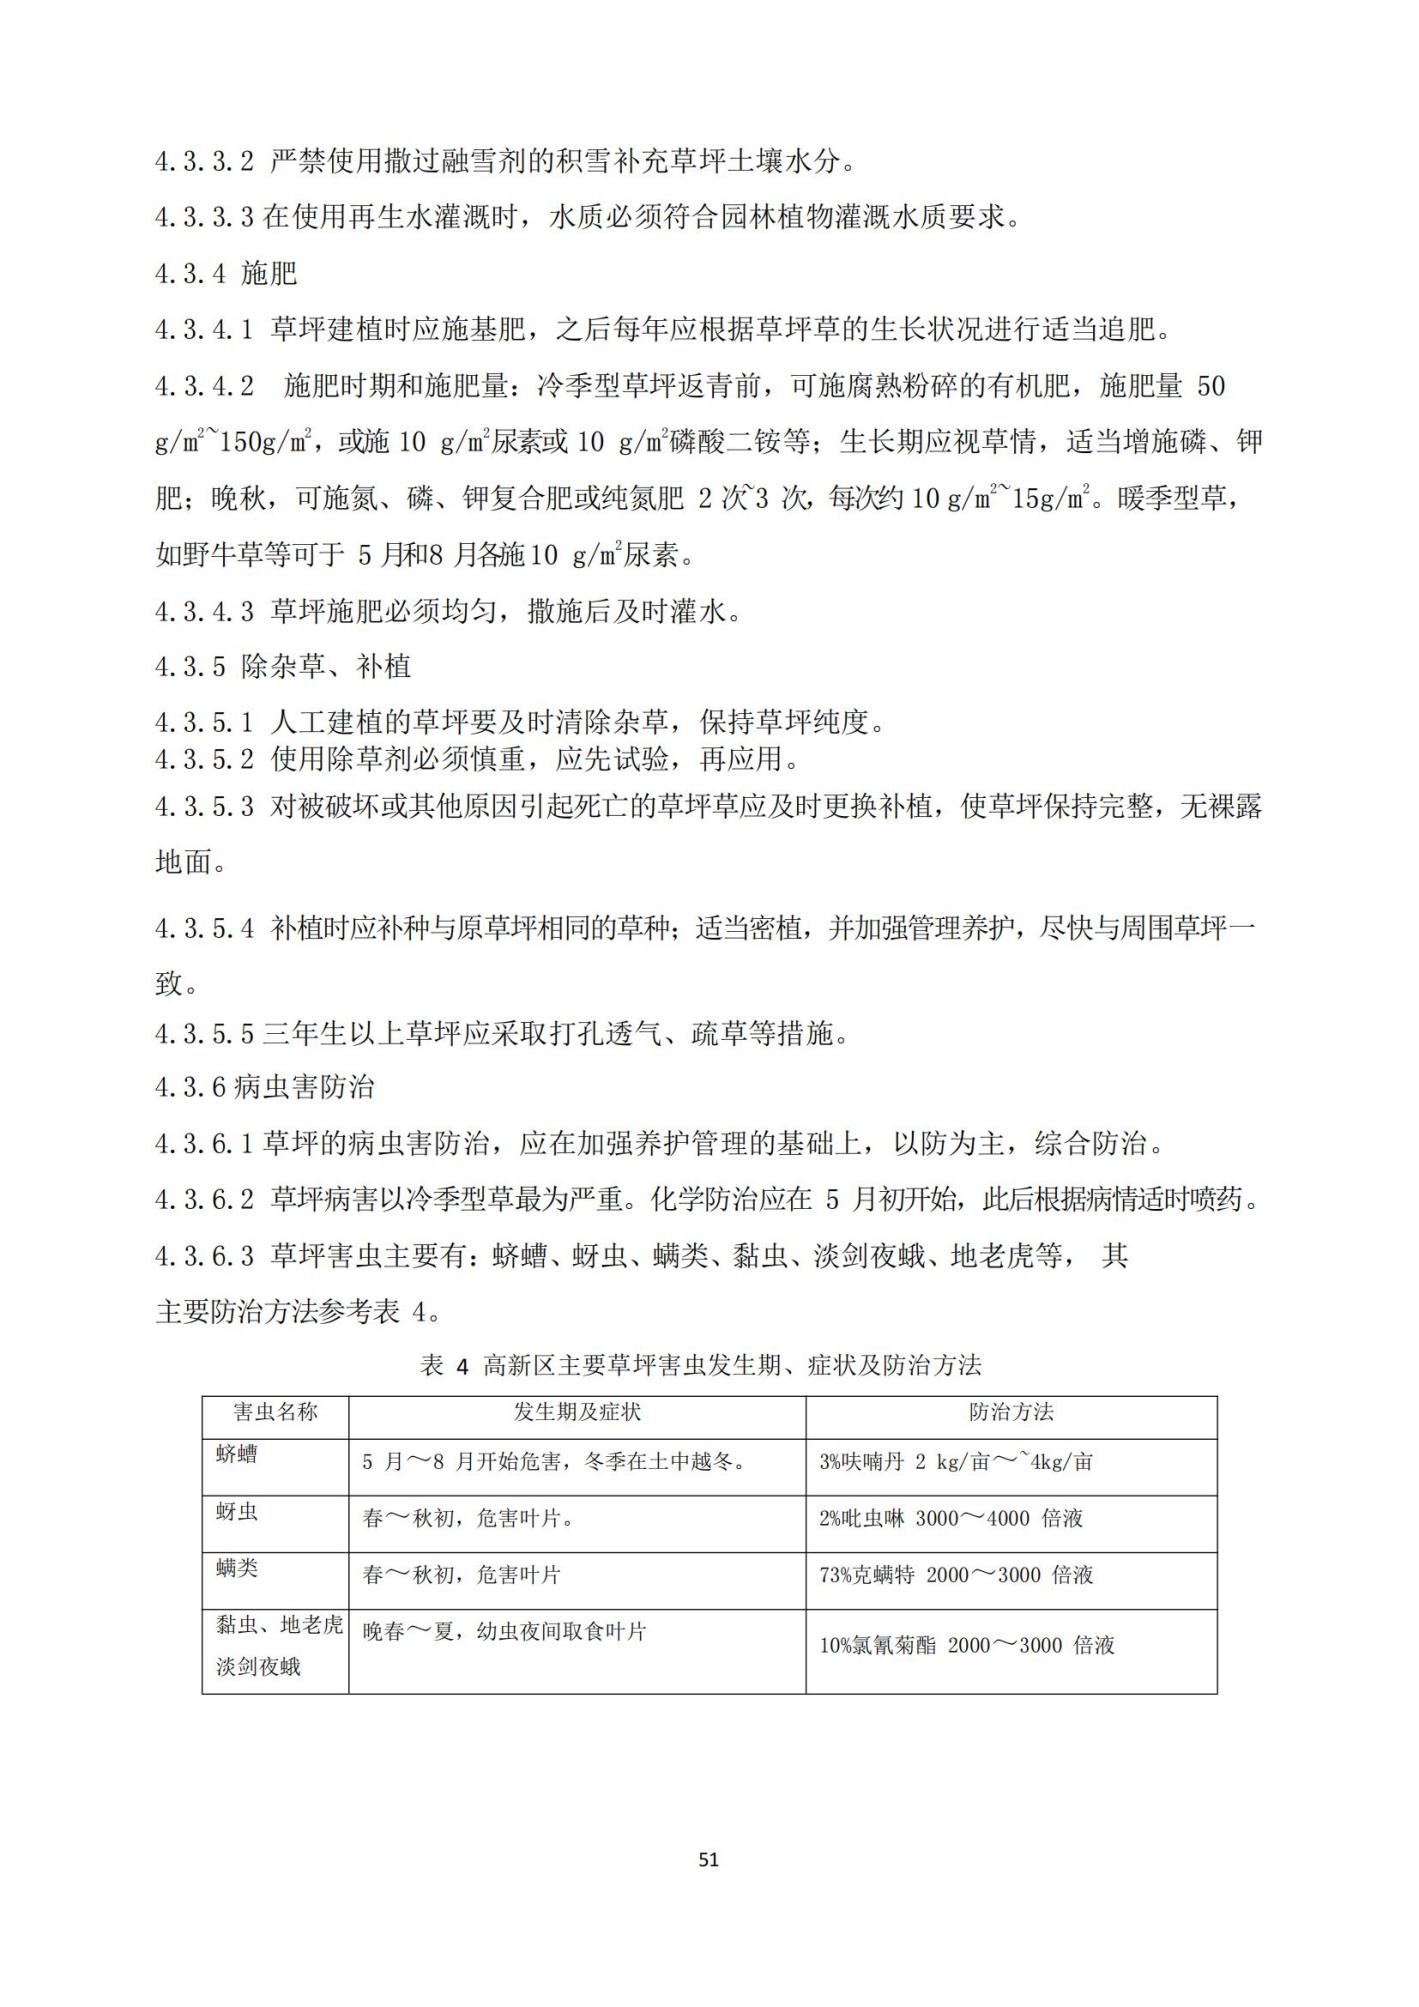 4.3.3.2 严禁使用撒过融雪剂的积雪补充草坪土壤水分。
4.3.3.3在使用再生水灌溉时，水质必须符合园林植物灌溉水质要求。
4.3.4 施肥
4.3.4.1 草坪建植时应施基肥，之后每年应根据草坪草的生长状况进行适当追肥。
4.3.4.2 施肥时期和施肥量：冷季型草坪返青前，可施腐熟粉碎的有机肥，施肥量 50
g/m²~150g/m²，或施 10 g/m²尿素或 10 g/m²磷酸二铵等；生长期应视草情，适当增施磷、钾
肥；晚秋，可施氮、磷、钾复合肥或纯氮肥 2 次~3 次，每次约 10 g/m²~15g/m²。暖季型草，
如野牛草等可于 5 月和8 月各施10 g/m²尿素。
4.3.4.3 草坪施肥必须均匀，撒施后及时灌水。
4.3.5 除杂草、补植
4.3.5.1 人工建植的草坪要及时清除杂草，保持草坪纯度。
4.3.5.2 使用除草剂必须慎重，应先试验，再应用。
4.3.5.3 对被破坏或其他原因引起死亡的草坪草应及时更换补植，使草坪保持完整，无裸露
地面。
4.3.5.4 补植时应补种与原草坪相同的草种；适当密植，并加强管理养护，尽快与周围草坪一
致。
4.3.5.5三年生以上草坪应采取打孔透气、疏草等措施。
4.3.6病虫害防治
4.3.6.1草坪的病虫害防治，应在加强养护管理的基础上，以防为主，综合防治。
4.3.6.2 草坪病害以冷季型草最为严重。化学防治应在 5 月初开始，此后根据病情适时喷药。
4.3.6.3 草坪害虫主要有：蛴螬、蚜虫、螨类、黏虫、淡剑夜蛾、地老虎等， 其
主要防治方法参考表 4。
表 4 高新区主要草坪害虫发生期、症状及防治方法
害虫名称 发生期及症状 防治方法
蛴螬 5 月～8 月开始危害，冬季在土中越冬。 3%呋喃丹 2 kg/亩～~4kg/亩
蚜虫 春～秋初，危害叶片。 2%吡虫啉 3000～4000 倍液
螨类 春～秋初，危害叶片 73%克螨特 2000～3000 倍液
黏虫、地老虎 晚春～夏，幼虫夜间取食叶片 10%氯氰菊酯 2000～3000 倍液
淡剑夜蛾
51